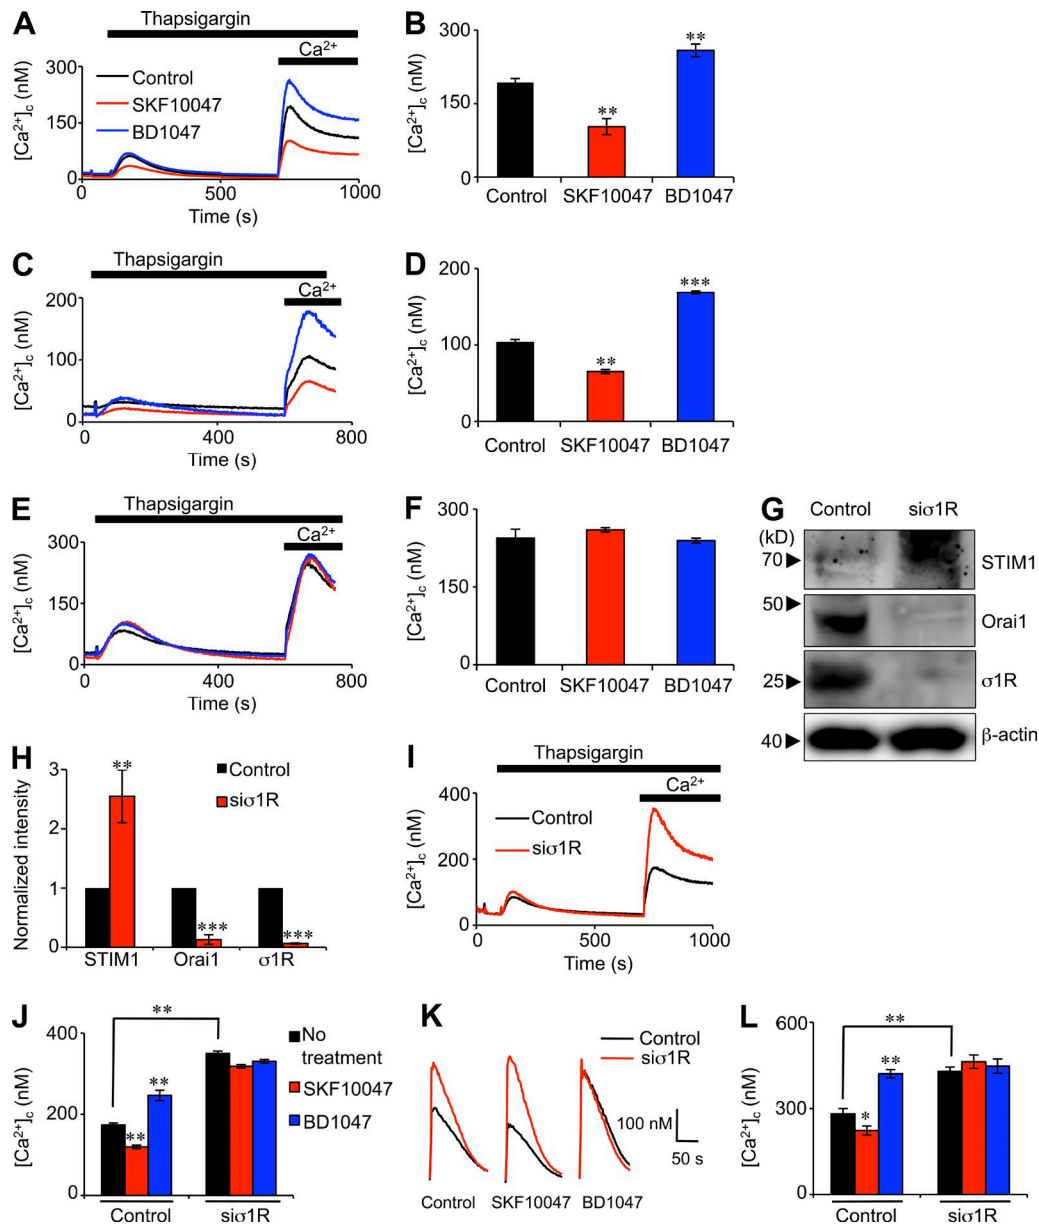 A
Thapsigargin
Ca2+
[Ca2+]c (nM)
300
150
0
Control
SKF10047
BD1047
0 500 1000
Time (s)
B
[Ca2+]c (nM)
300
150
0
**
**
Control SKF10047 BD1047
C
Thapsigargin
Ca2+
[Ca2+]c (nM)
200
100
0
0 400 800
Time (s)
D
[Ca2+]c (nM)
200
100
0
**
***
Control SKF10047 BD1047
E
Thapsigargin
Ca2+
[Ca2+]c (nM)
300
150
0
0 400 800
Time (s)
F
[Ca2+]c (nM)
300
150
0
Control SKF10047 BD1047
G
Control siσ1R
(kD)
70 STIM1
50
Orai1
25 σ1R
40 β-actin
H
Normalized intensity
3
2
1
0
Control
siσ1R
**
***
***
STIM1 Orai1 σ1R
I
Thapsigargin
Ca2+
[Ca2+]c (nM)
400
200
0
Control
siσ1R
0 500 1000
Time (s)
J
[Ca2+]c (nM)
400
200
0
**
**
**
No
treatment
SKF10047
BD1047
Control siσ1R
K
Control
siσ1R
100 nM
50 s
Control SKF10047 BD1047
L
[Ca2+]c (nM)
600
300
0
**
**
*
Control siσ1R